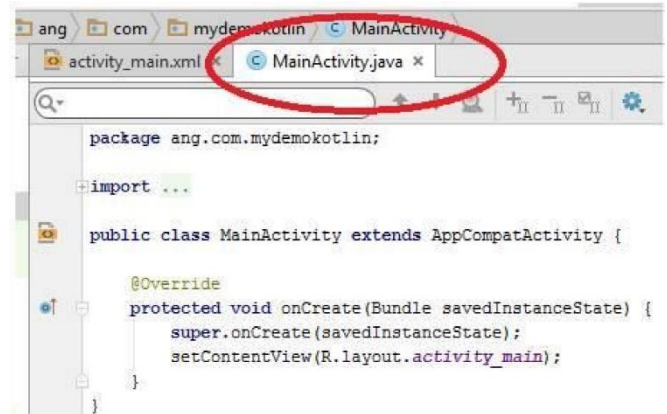 ang com mydemokotlin MainActivity
activity_main.xml MainActivity.java
package ang.com.mydemokotlin;
import ...
public class MainActivity extends AppCompatActivity {
@Override
protected void onCreate(Bundle savedInstanceState) {
super.onCreate(savedInstanceState);
setContentView(R.layout.activity_main);
}
}